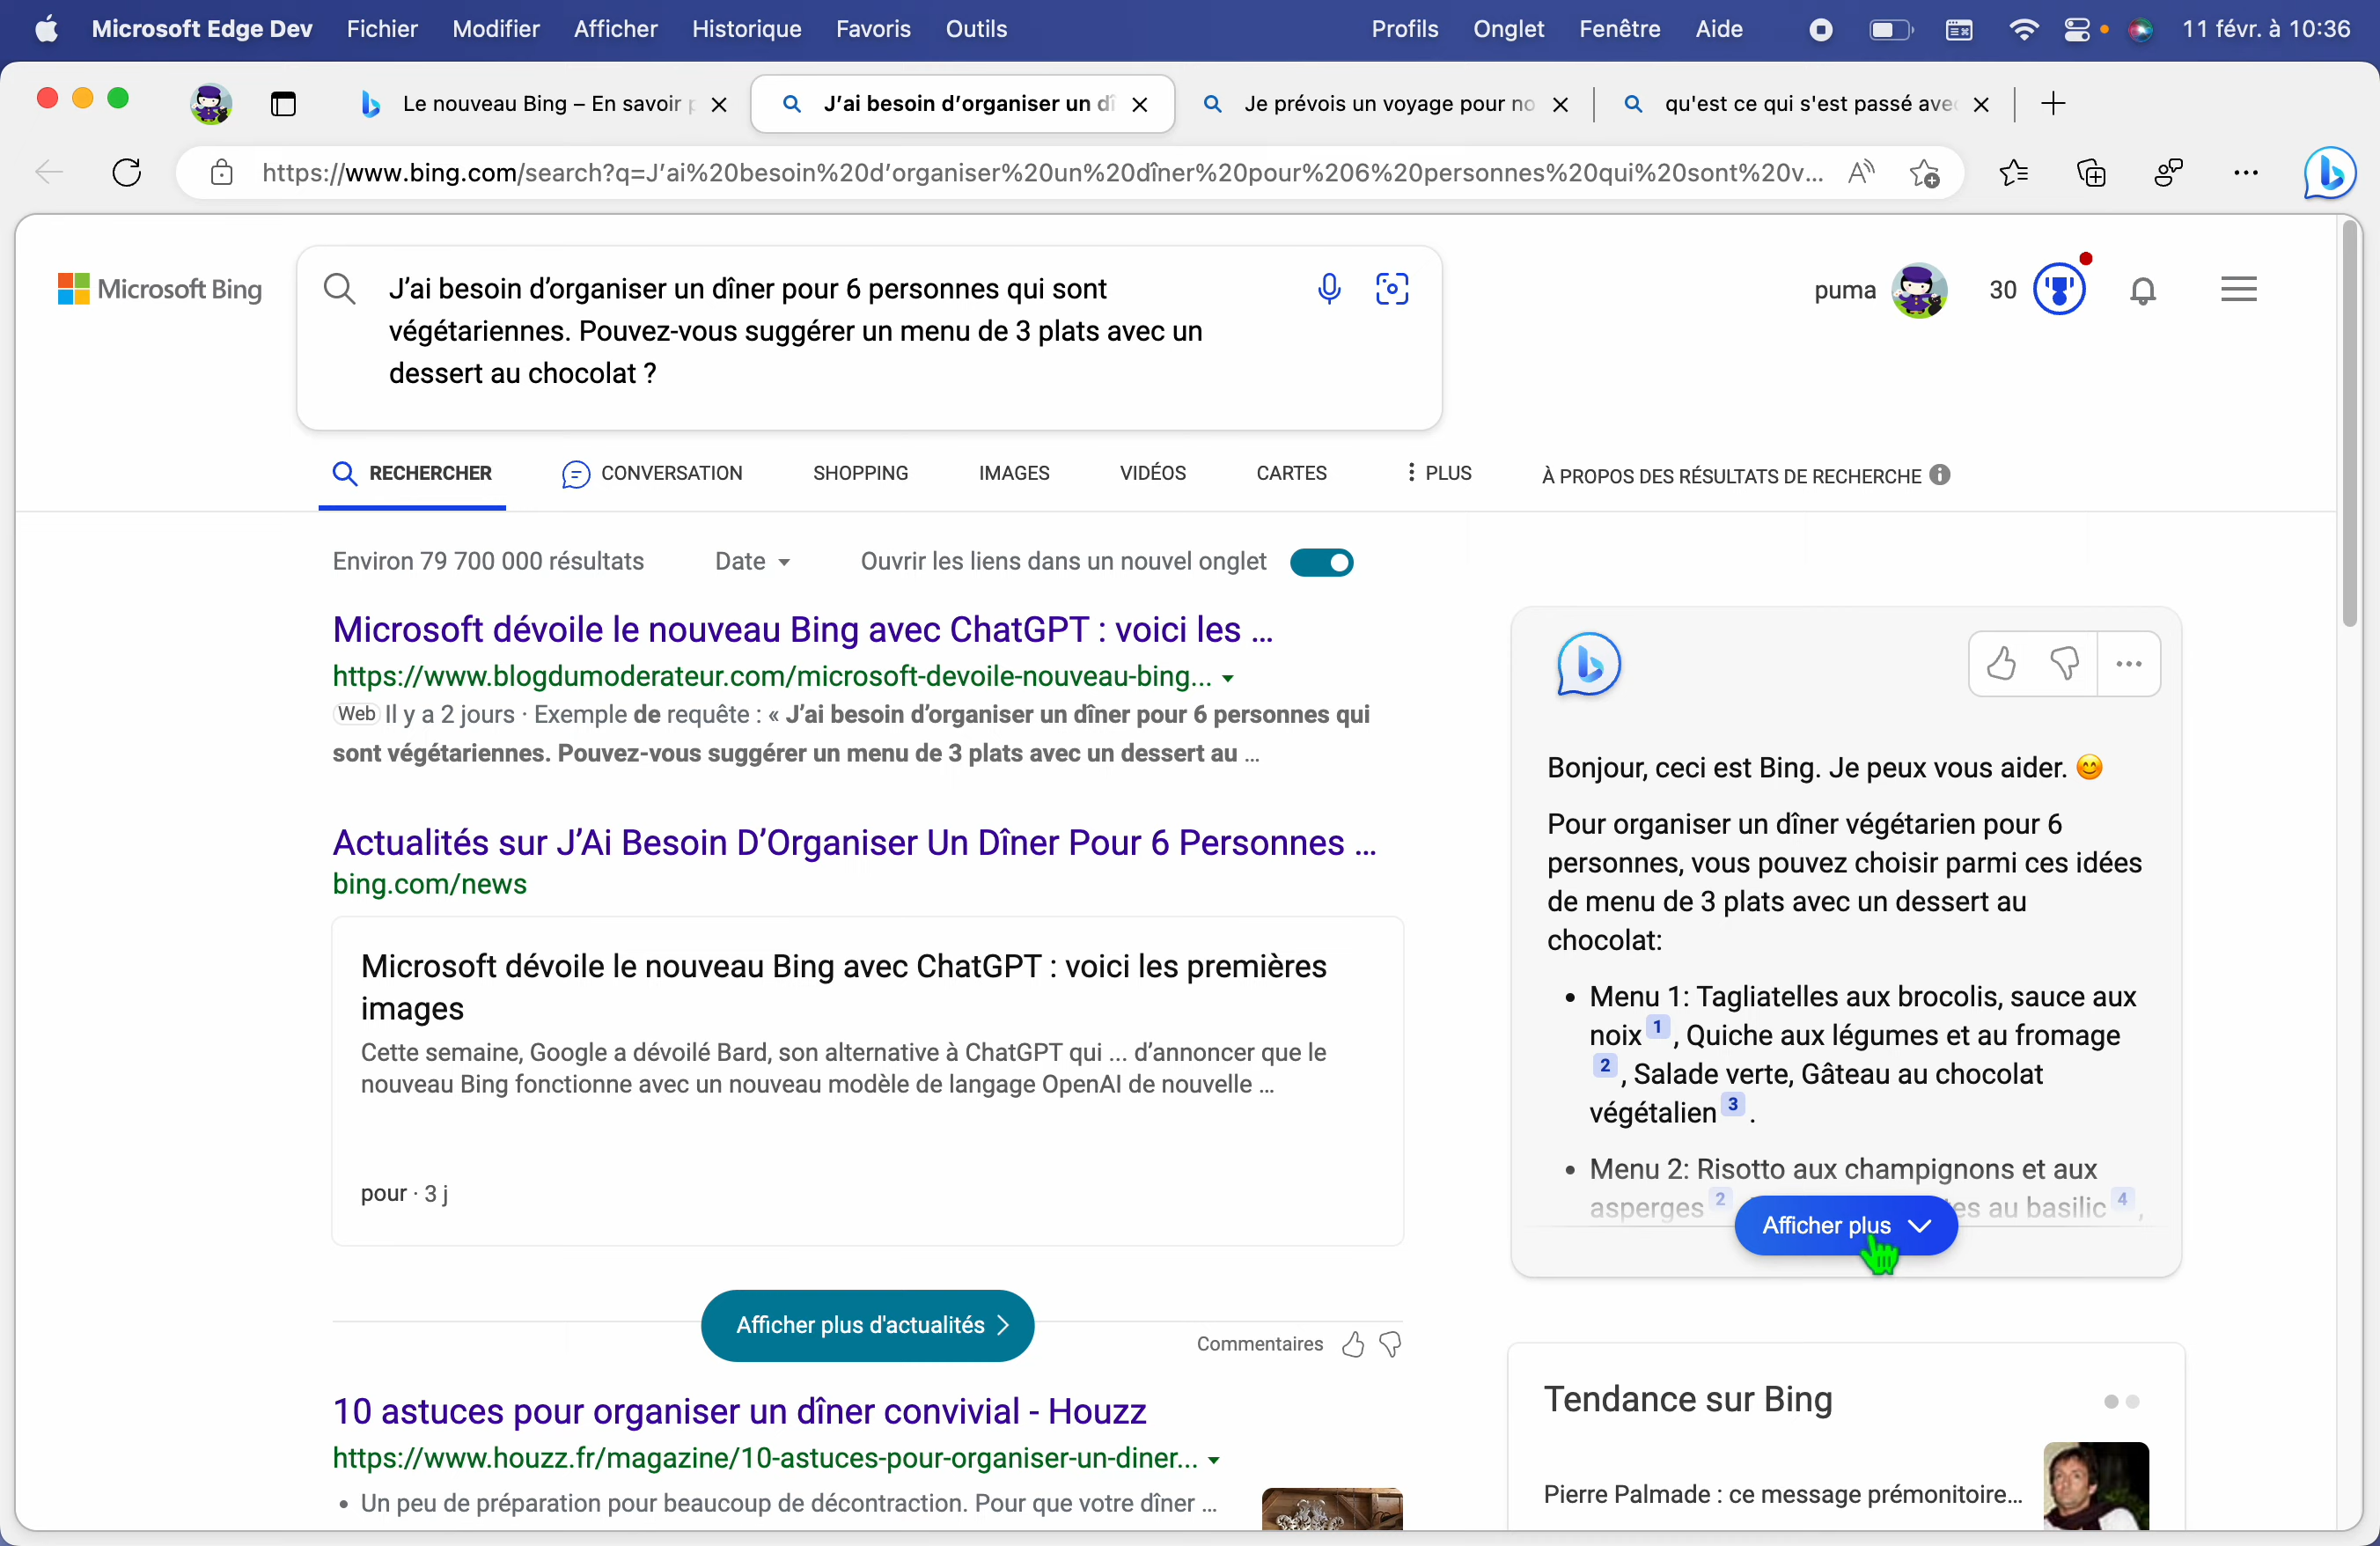 Microsoft Edge Dev Fichier Modifier Afficher Historique Favoris Outils Profils Onglet Fenêtre Aide 11 févr. à 10:36
Le nouveau Bing – En savoir J'ai besoin d'organiser un dî Je prévois un voyage pour no qu'est ce qui s'est passé ave
https://www.bing.com/search?q=J'ai%20besoin%20d'organiser%20un%20dîner%20pour%206%20personnes%20qui%20sont%20v...
Microsoft Bing
J'ai besoin d'organiser un dîner pour 6 personnes qui sont
végétariennes. Pouvez-vous suggérer un menu de 3 plats avec un
dessert au chocolat ?
puma 30
RECHERCHER CONVERSATION SHOPPING IMAGES VIDÉOS CARTES PLUS À PROPOS DES RÉSULTATS DE RECHERCHE
Environ 79 700 000 résultats Date Ouvrir les liens dans un nouvel onglet
Microsoft dévoile le nouveau Bing avec ChatGPT : voici les ...
https://www.blogdumoderateur.com/microsoft-devoile-nouveau-bing...
Web Il y a 2 jours · Exemple de requête : « J'ai besoin d'organiser un dîner pour 6 personnes qui
sont végétariennes. Pouvez-vous suggérer un menu de 3 plats avec un dessert au ...
Actualités sur J'Ai Besoin D'Organiser Un Dîner Pour 6 Personnes ...
bing.com/news
Microsoft dévoile le nouveau Bing avec ChatGPT : voici les premières
images
Cette semaine, Google a dévoilé Bard, son alternative à ChatGPT qui ... d'annoncer que le
nouveau Bing fonctionne avec un nouveau modèle de langage OpenAI de nouvelle ...
pour · 3 j
Afficher plus d'actualités
Commentaires
10 astuces pour organiser un dîner convivial - Houzz
https://www.houzz.fr/magazine/10-astuces-pour-organiser-un-diner...
• Un peu de préparation pour beaucoup de décontraction. Pour que votre dîner ...
Bonjour, ceci est Bing. Je peux vous aider. 😊
Pour organiser un dîner végétarien pour 6
personnes, vous pouvez choisir parmi ces idées
de menu de 3 plats avec un dessert au
chocolat:
• Menu 1: Tagliatelles aux brocolis, sauce aux
noix 1 , Quiche aux légumes et au fromage
2 , Salade verte, Gâteau au chocolat
végétalien 3 .
• Menu 2: Risotto aux champignons et aux
asperges 2 es au basilic 4 ,
Afficher plus
Tendance sur Bing
Pierre Palmade : ce message prémonitoire...